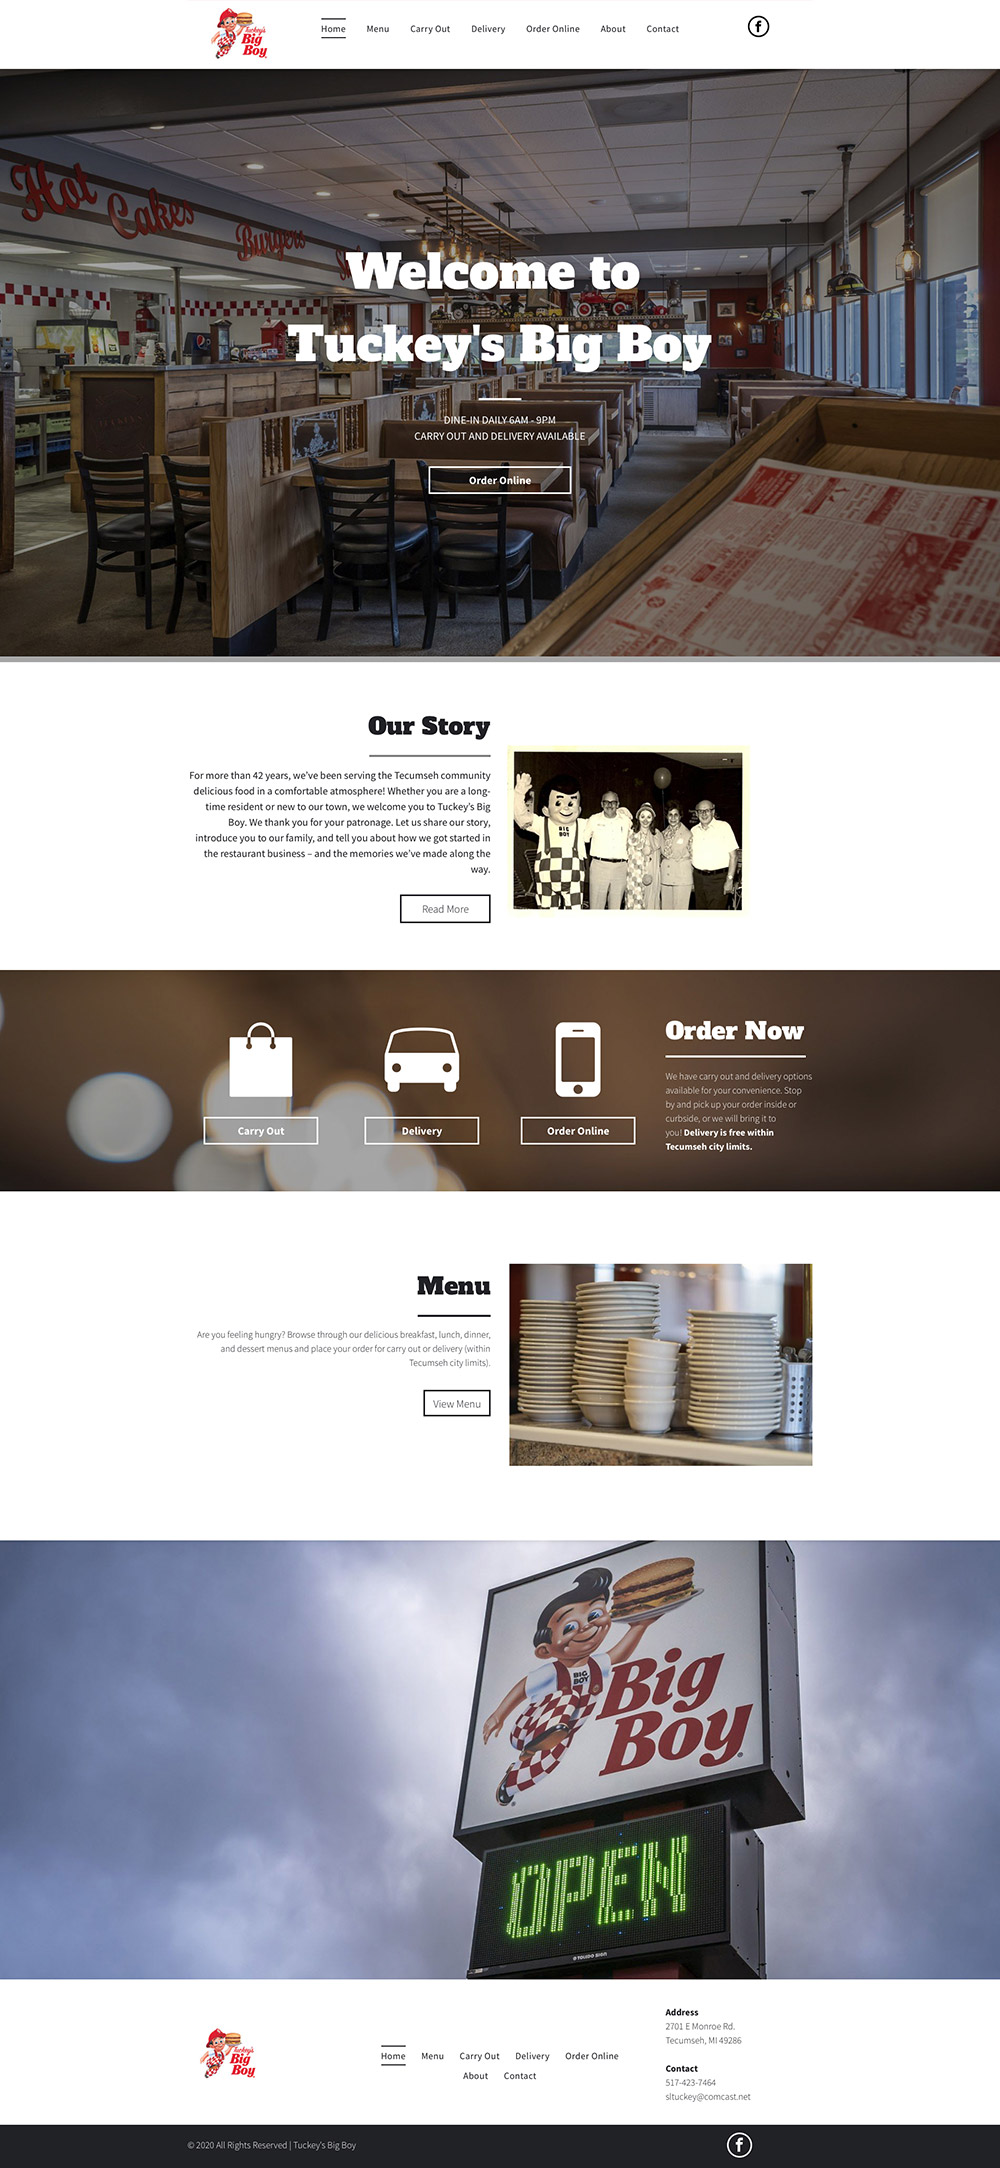 Tuckey's
Big
Boy
Home
Menu
Carry Out
Delivery
Order Online
About
Contact
Hot
Cakes
Burgers
Welcome to
Tuckey's Big Boy
DINE-IN DAILY 6AM - 9PM
CARRY OUT AND DELIVERY AVAILABLE
Order Online
Our Story
For more than 42 years, we've been serving the Tecumseh community
delicious food in a comfortable atmosphere! Whether you are a long-
time resident or new to our town, we welcome you to Tuckey's Big
Boy. We thank you for your patronage. Let us share our story,
introduce you to our family, and tell you about how we got started in
the restaurant business – and the memories we've made along the
way.
Read More
BIG
BOY
Carry Out
Delivery
Order Online
Order Now
We have carry out and delivery options
available for your convenience. Stop
by and pick up your order inside or
curbside, or we will bring it to
you! Delivery is free within
Tecumseh city limits.
Menu
Are you feeling hungry? Browse through our delicious breakfast, lunch, dinner,
and dessert menus and place your order for carry out or delivery (within
Tecumseh city limits).
View Menu
BIG
BOY
Big
Boy
OPEN
TOLEDO SIGN
Tuckey's
Big
Boy
Home
Menu
Carry Out
Delivery
Order Online
About
Contact
Address
2701 E Monroe Rd.
Tecumseh, MI 49286
Contact
517-423-7464
sltuckey@comcast.net
© 2020 All Rights Reserved | Tuckey's Big Boy